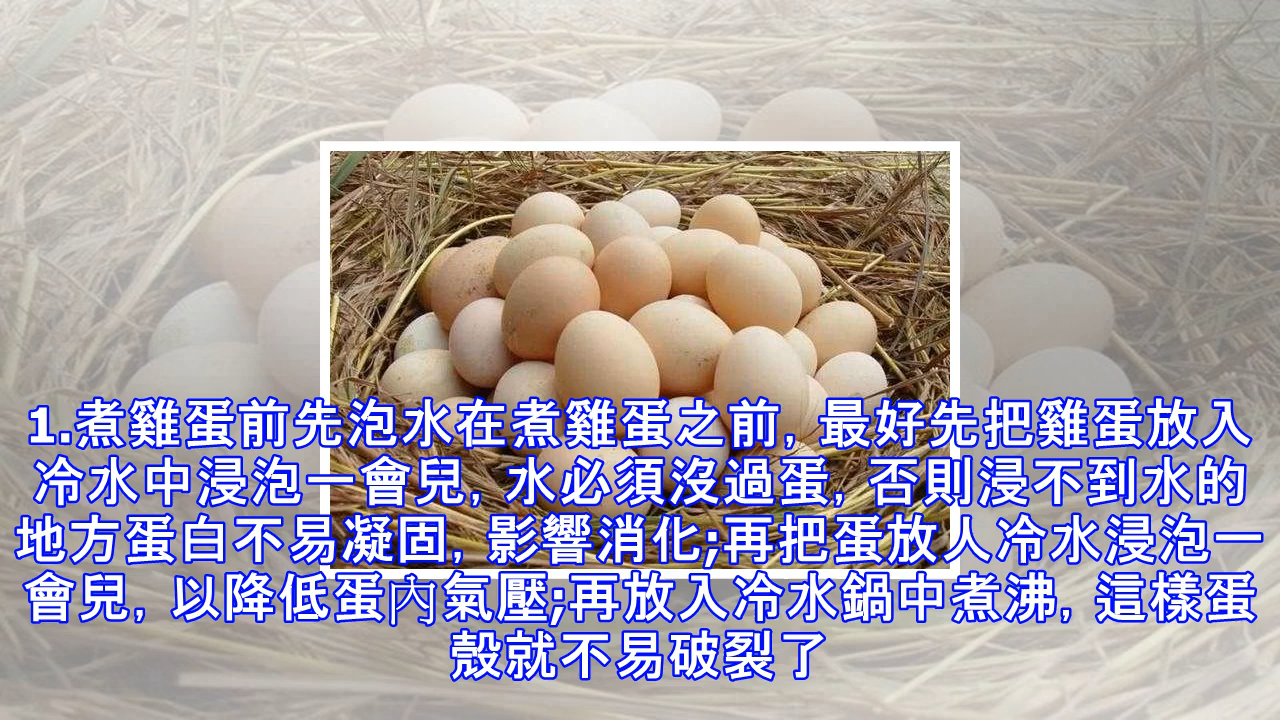 1.煮雞蛋前先泡水在煮雞蛋之前, 最好先把雞蛋放入
冷水中浸泡一會兒, 水必須沒過蛋, 否則浸不到水的
地方蛋白不易凝固, 影響消化;再把蛋放人冷水浸泡一
會兒, 以降低蛋內氣壓;再放入冷水鍋中煮沸, 這樣蛋
殼就不易破裂了